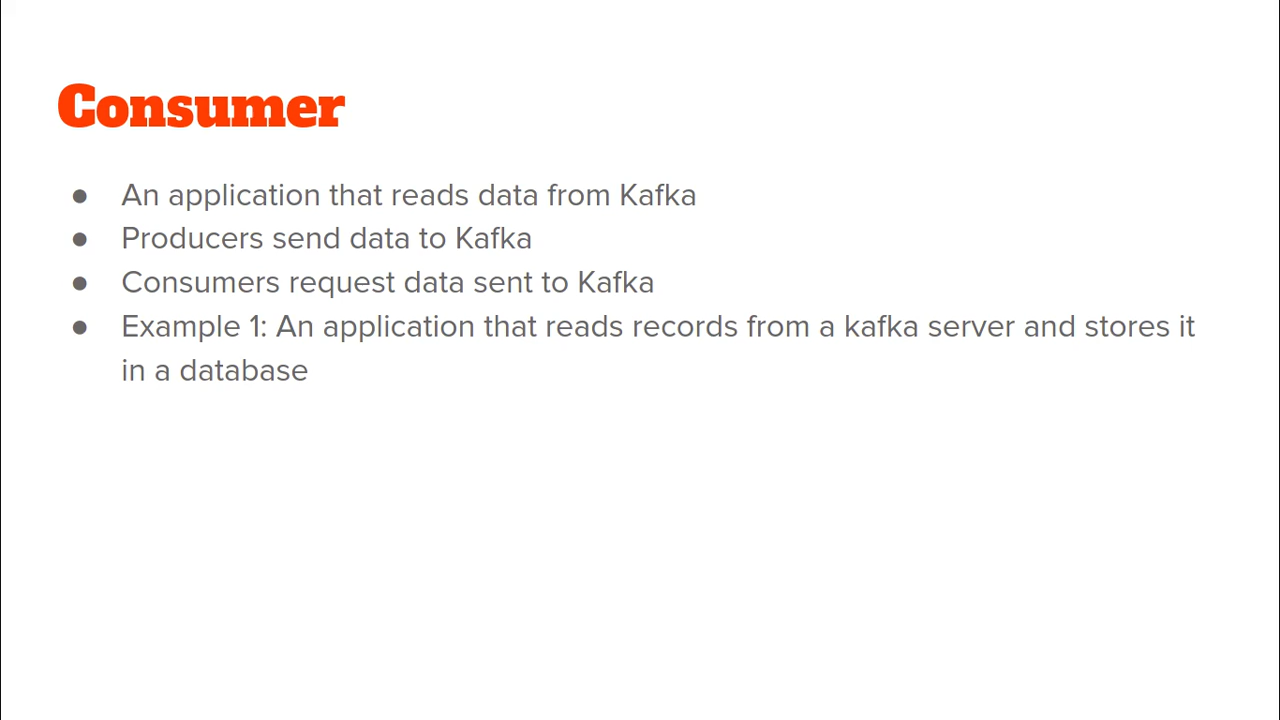 Consumer
● An application that reads data from Kafka
● Producers send data to Kafka
● Consumers request data sent to Kafka
● Example 1: An application that reads records from a kafka server and stores it
in a database